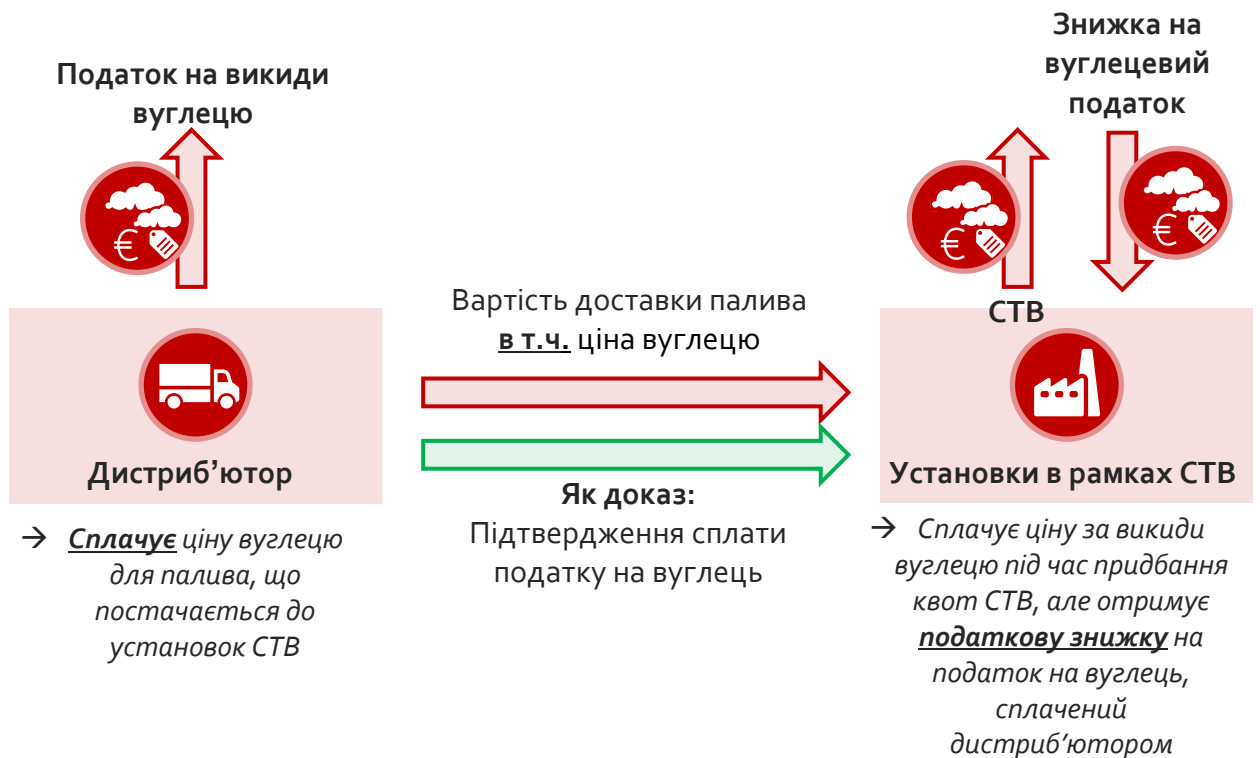 Податок на викиди
вуглецю
Знижка на
вуглецевий
податок
€
€
€
Вартість доставки палива
в т.ч. ціна вуглецю
СТВ
Дистриб’ютор
Як доказ:
Підтвердження сплати
податку на вуглець
Установки в рамках СТВ
→ Сплачує ціну вуглецю
для палива, що
постачається до
установок СТВ
→ Сплачує ціну за викиди
вуглецю під час придбання
квот СТВ, але отримує
податкову знижку на
податок на вуглець,
сплачений
дистриб’ютором